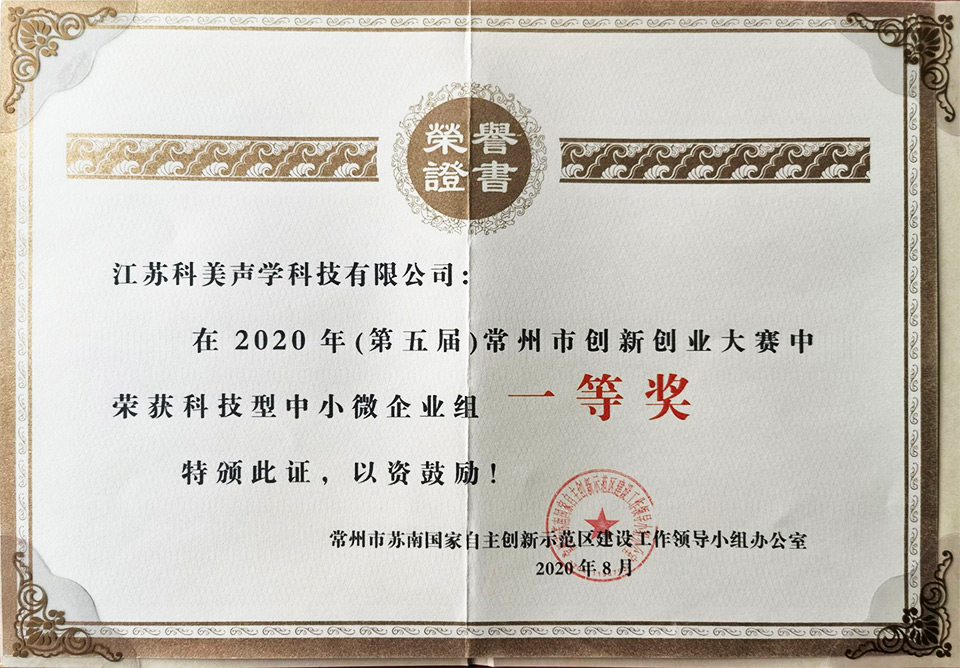 榮譽
證書
江苏科美声学科技有限公司：
在 2020 年（第五届）常州市创新创业大赛中
荣获科技型中小微企业组 一等奖
特颁此证，以资鼓励！
常州市苏南国家自主创新示范区建设工作领导小组办公室
2020 年 8 月